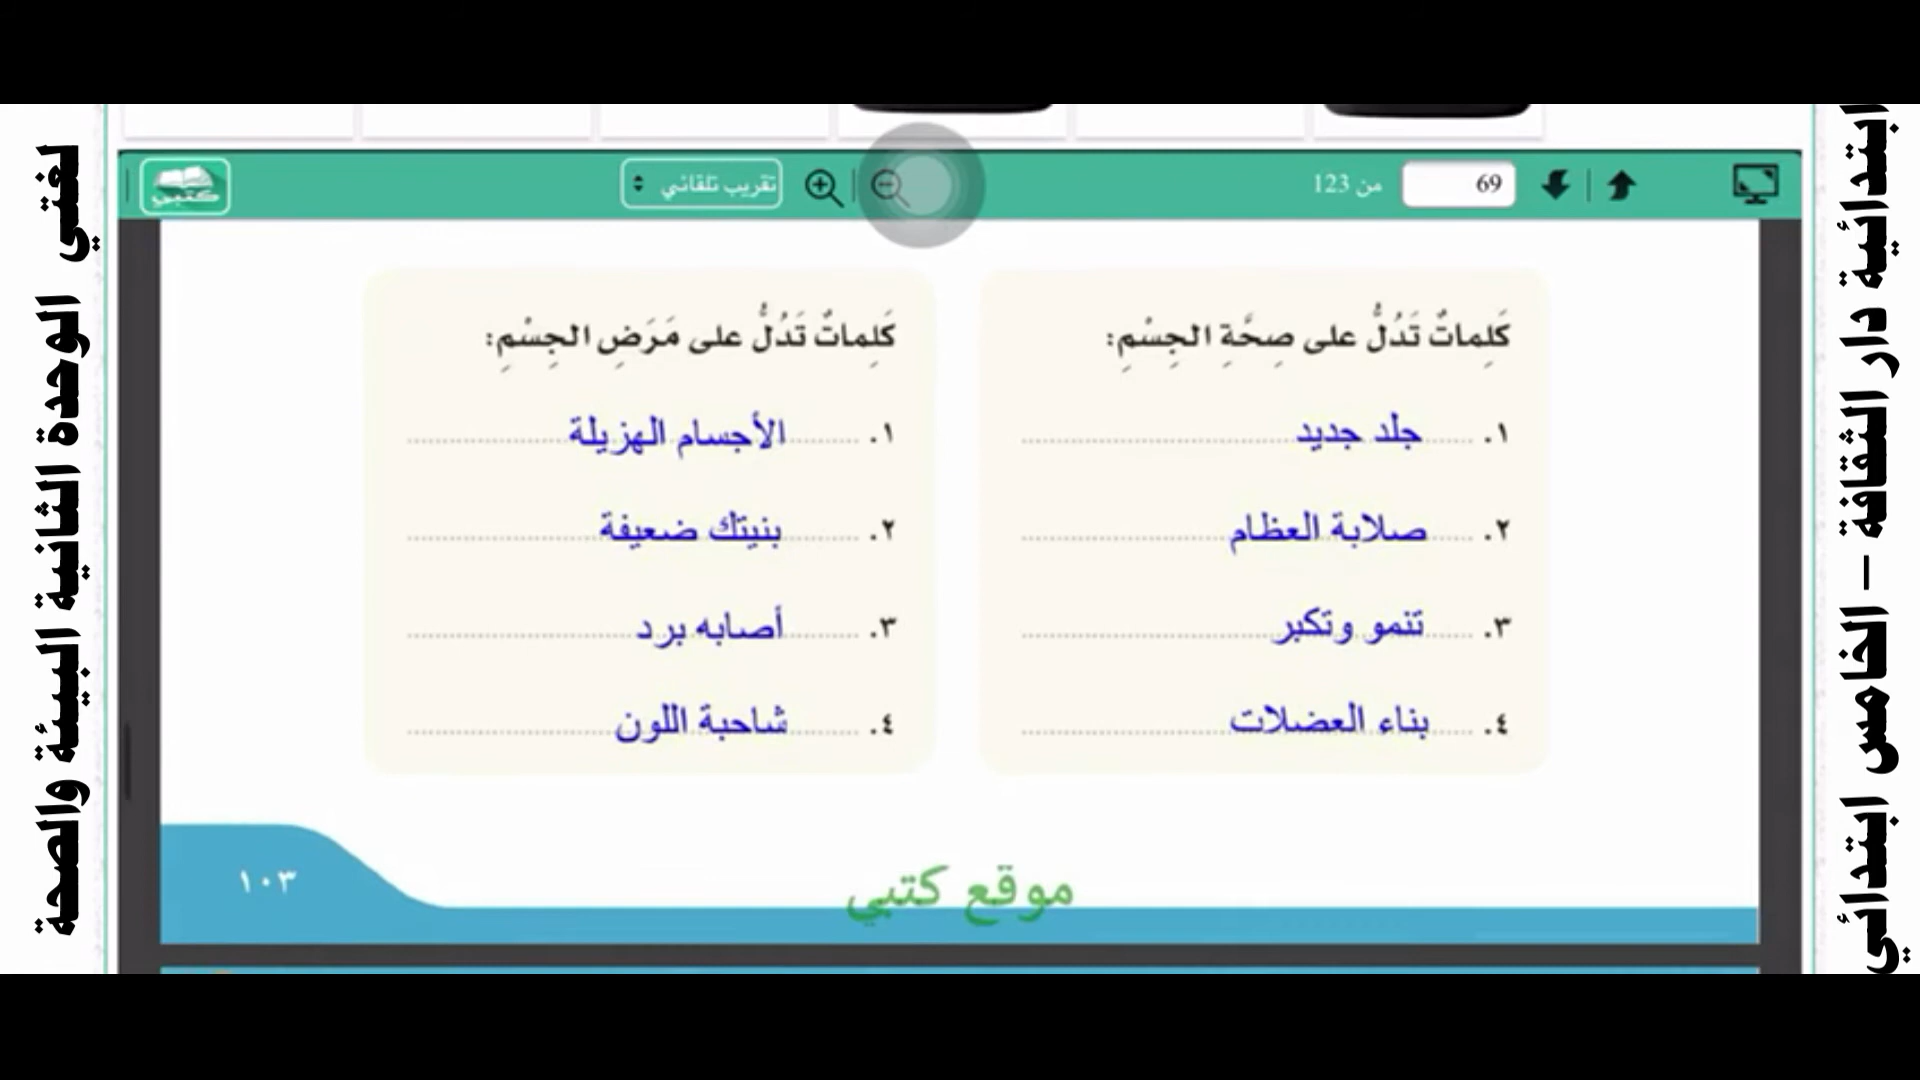 ابتدائية دار الثقافة – الخامس ابتدائي
69
من 123
تقريب تلقائي
كتبي
كَلِماتٌ تَدُلُّ على صِحَّةِ الجِسْمِ:
١. جلد جديد
٢. صلابة العظام
٣. تنمو وتكبر
٤. بناء العضلات
كَلِماتٌ تَدُلُّ على مَرَضِ الجِسْمِ:
١. الأجسام الهزيلة
٢. بنيتك ضعيفة
٣. أصابه برد
٤. شاحبة اللون
موقع كتبي
١٠٣
لغتي الوحدة الثانية البيئة والصحة